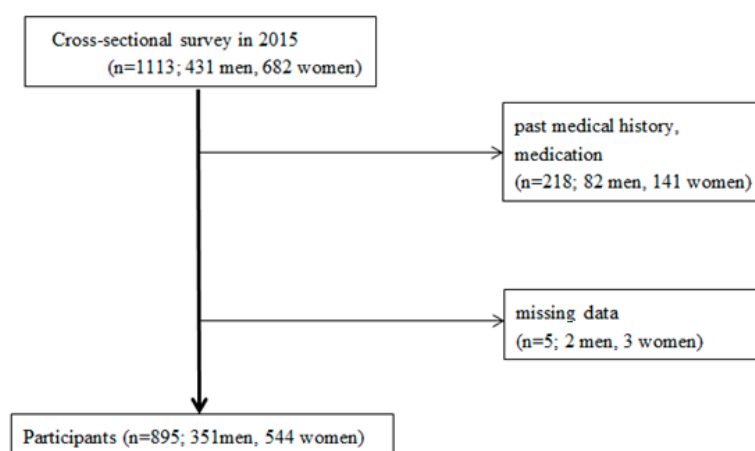 Cross-sectional survey in 2015
(n=1113; 431 men, 682 women)
past medical history,
medication
(n=218; 82 men, 141 women)
missing data
(n=5; 2 men, 3 women)
Participants (n=895; 351men, 544 women)